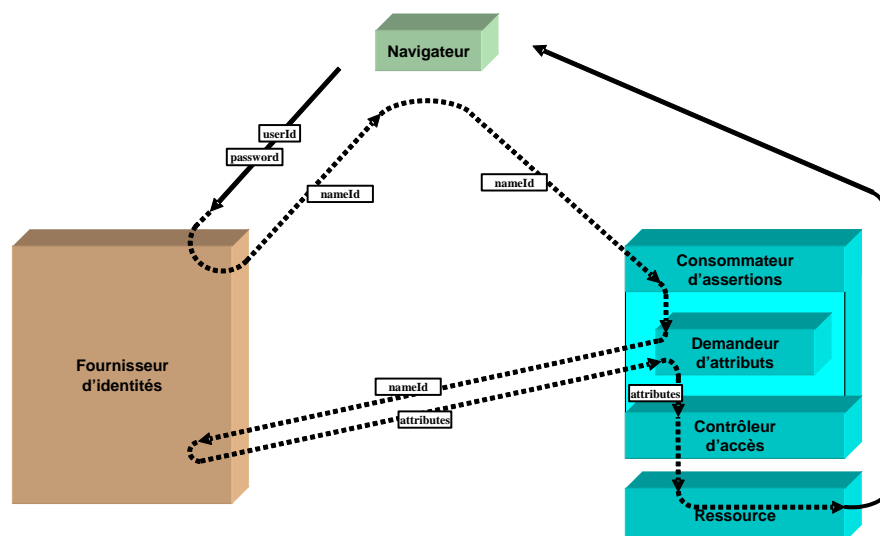 Navigateur
userId
password
nameId
nameId
Consommateur
d'assertions
Demandeur
d'attributs
Fournisseur
d'identités
nameId
attributes
attributes
Contrôleur
d'accès
Ressource